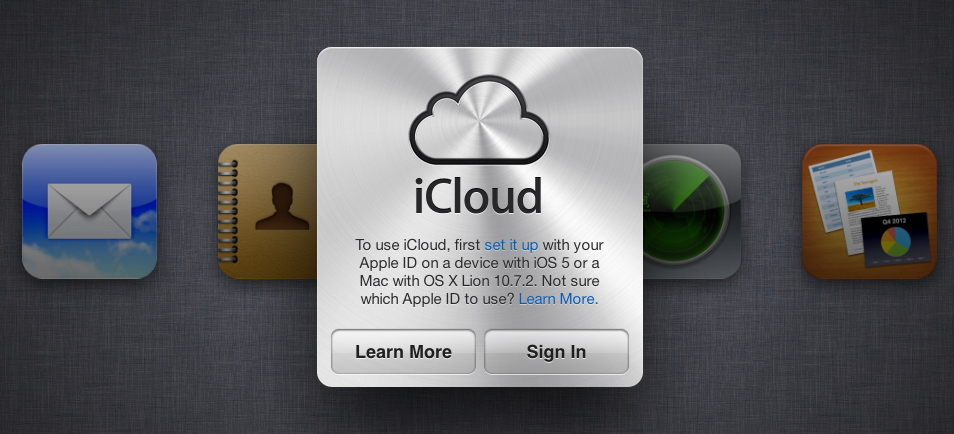 iCloud
To use iCloud, first set it up with your
Apple ID on a device with iOS 5 or a
Mac with OS X Lion 10.7.2. Not sure
which Apple ID to use? Learn More.
Learn More
Sign In
Q4 2012